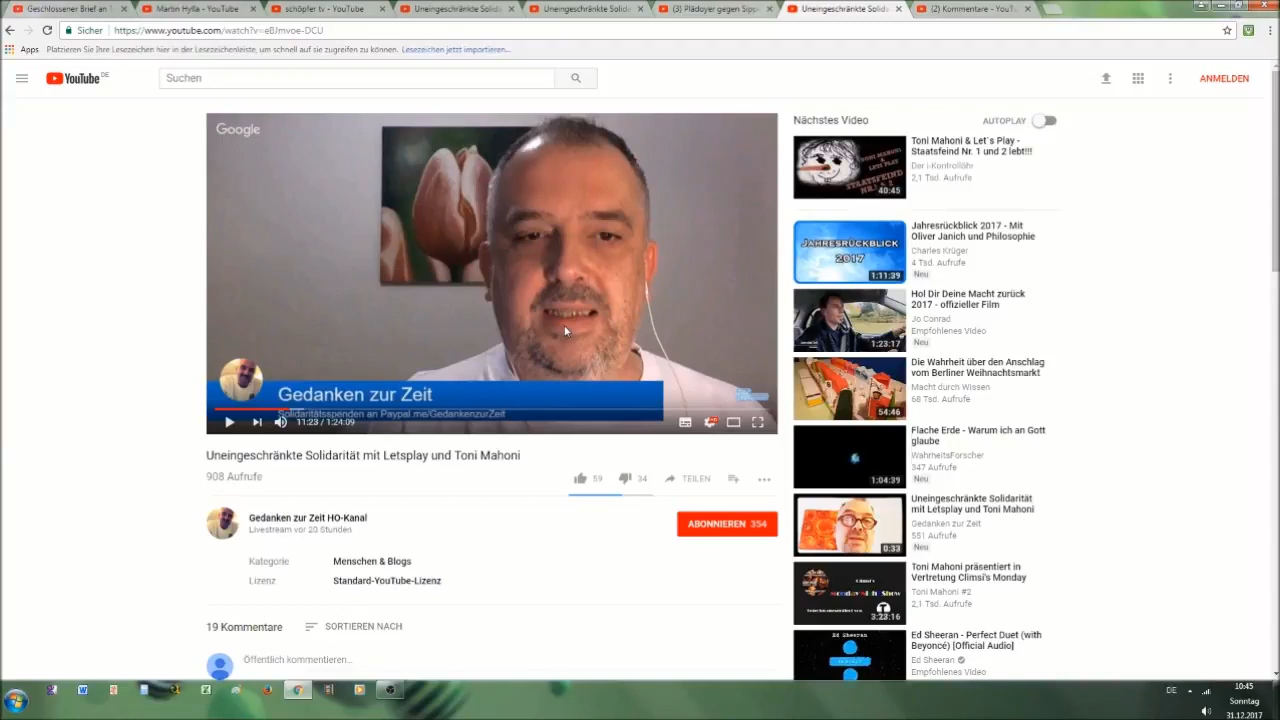 Geschlossener Brief an T
Martin Hylla - YouTube
schöpfer tv - YouTube
Uneingeschränkte Solida
Uneingeschränkte Solida
(3) Plädoyer gegen Sipp
Uneingeschränkte Solida
(2) Kommentare - YouTu
Sicher
https://www.youtube.com/watch?v=eBJmvoe-DCU
Apps
Platzieren Sie Ihre Lesezeichen hier in der Lesezeichenleiste, um schnell auf sie zugreifen zu können. Lesezeichen jetzt importieren...
YouTube DE
Suchen
ANMELDEN
Google
Gedanken zur Zeit
Solidaritätsspenden an Paypal.me/GedankenzurZeit
11:23 / 1:24:09
Uneingeschränkte Solidarität mit Letsplay und Toni Mahoni
908 Aufrufe
59
34
TEILEN
Gedanken zur Zeit HO-Kanal
Livestream vor 20 Stunden
ABONNIEREN 354
Kategorie
Menschen & Blogs
Lizenz
Standard-YouTube-Lizenz
19 Kommentare
SORTIEREN NACH
Öffentlich kommentieren...
Nächstes Video
AUTOPLAY
TONI MAHONI
& LETS PLAY
STAATSFEIND
40:45
Toni Mahoni & Let`s Play -
Staatsfeind Nr. 1 und 2 lebt!!!
Der i-Kontrollöhr
2,1 Tsd. Aufrufe
JAHRESRÜCKBLICK
2017
1:11:39
Jahresrückblick 2017 - Mit
Oliver Janich und Philosophie
Charles Krüger
4 Tsd. Aufrufe
Neu
1:23:17
Hol Dir Deine Macht zurück
2017 - offizieller Film
Jo Conrad
Empfohlenes Video
Neu
54:46
Die Wahrheit über den Anschlag
vom Berliner Weihnachtsmarkt
Macht durch Wissen
68 Tsd. Aufrufe
1:04:39
Flache Erde - Warum ich an Gott
glaube
WahrheitsForscher
347 Aufrufe
Neu
0:33
Uneingeschränkte Solidarität
mit Letsplay und Toni Mahoni
Gedanken zur Zeit
551 Aufrufe
Neu
3:23:16
Toni Mahoni präsentiert in
Vertretung Climsi's Monday
Toni Mahoni #2
2,1 Tsd. Aufrufe
Ed Sheeran
Ed Sheeran - Perfect Duet (with
Beyoncé) [Official Audio]
Ed Sheeran
Empfohlenes Video
DE
10:45
Sonntag
31.12.2017